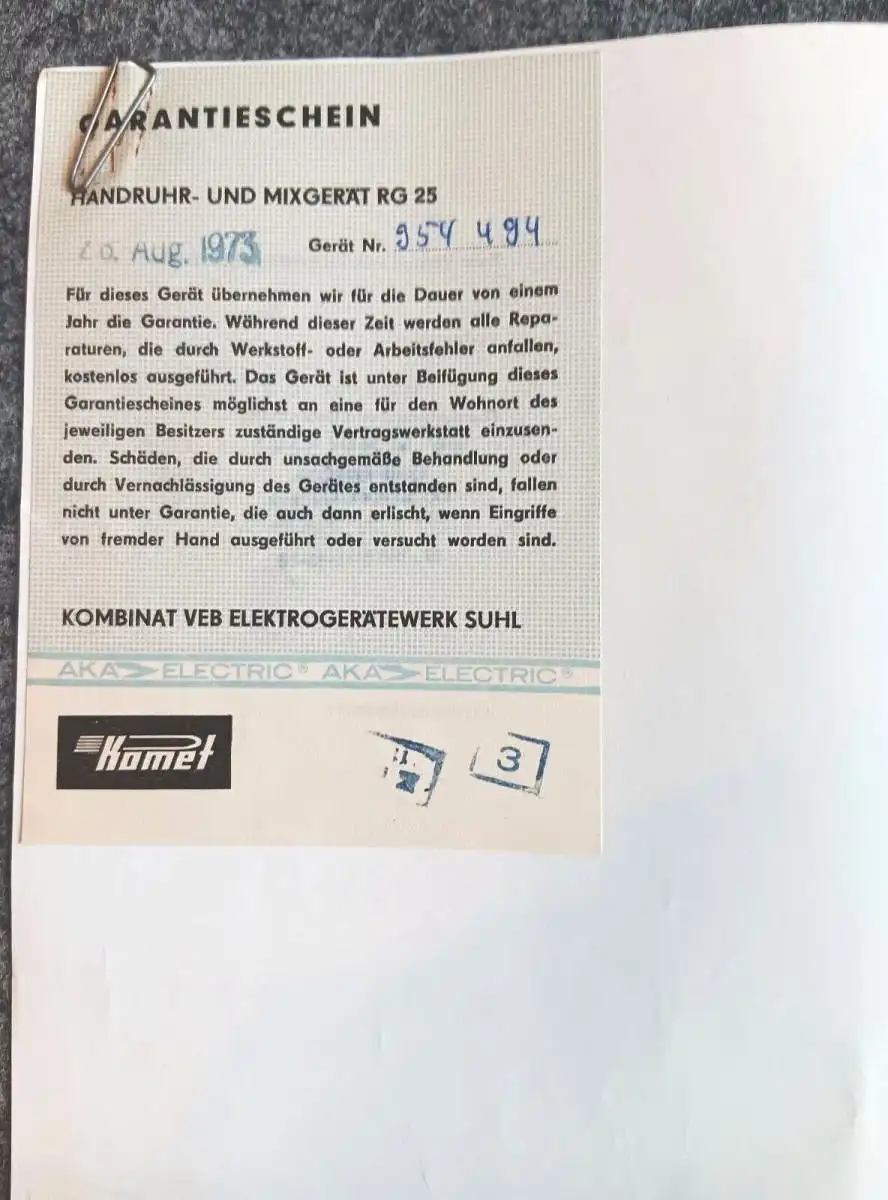 GARANTIESCHEIN
HANDRUHR- UND MIXGERÄT RG 25
20. Aug. 1973 Gerät Nr. 954 494
Für dieses Gerät übernehmen wir für die Dauer von einem
Jahr die Garantie. Während dieser Zeit werden alle Repa-
raturen, die durch Werkstoff- oder Arbeitsfehler anfallen,
kostenlos ausgeführt. Das Gerät ist unter Beifügung dieses
Garantiescheines möglichst an eine für den Wohnort des
jeweiligen Besitzers zuständige Vertragswerkstatt einzusen-
den. Schäden, die durch unsachgemäße Behandlung oder
durch Vernachlässigung des Gerätes entstanden sind, fallen
nicht unter Garantie, die auch dann erlischt, wenn Eingriffe
von fremder Hand ausgeführt oder versucht worden sind.
KOMBINAT VEB ELEKTROGERÄTEWERK SUHL
AKA ELECTRIC® AKA ELECTRIC®
Komet
3